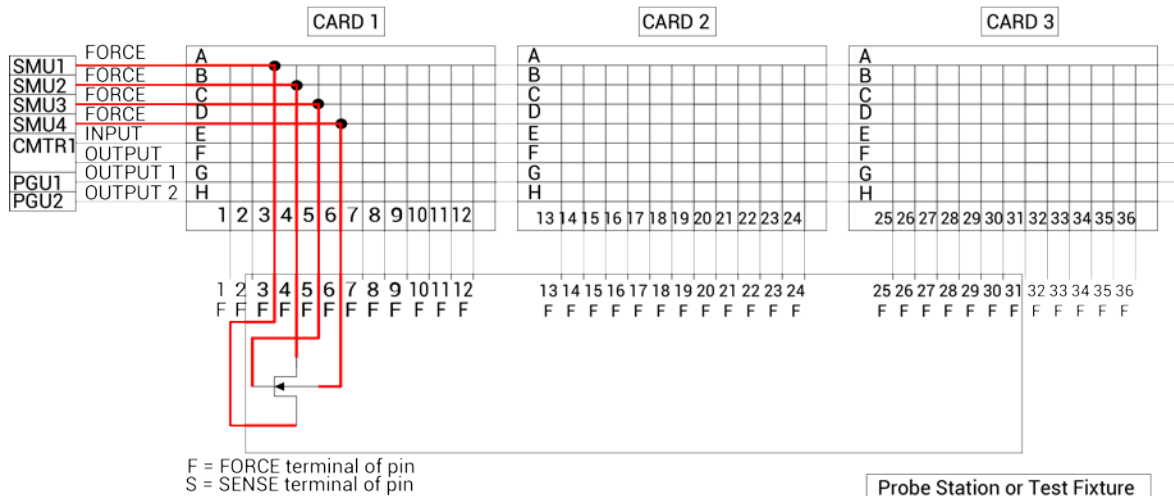 CARD 1 CARD 2 CARD 3
FORCE A A A
SMU1
FORCE B B B
SMU2
FORCE C C C
SMU3
FORCE D D D
SMU4
INPUT E E E
CMTR1
OUTPUT F F F
OUTPUT 1 G G G
PGU1
OUTPUT 2 H H H
PGU2
1 2 3 4 5 6 7 8 9 10 11 12 13 14 15 16 17 18 19 20 21 22 23 24 25 26 27 28 29 30 31 32 33 34 35 36
1 2 3 4 5 6 7 8 9 10 11 12 13 14 15 16 17 18 19 20 21 22 23 24 25 26 27 28 29 30 31 32 33 34 35 36
F F F F F F F F F F F F F F F F F F F F F F F F F F F F F F F F F F F F
F = FORCE terminal of pin
S = SENSE terminal of pin
Probe Station or Test Fixture